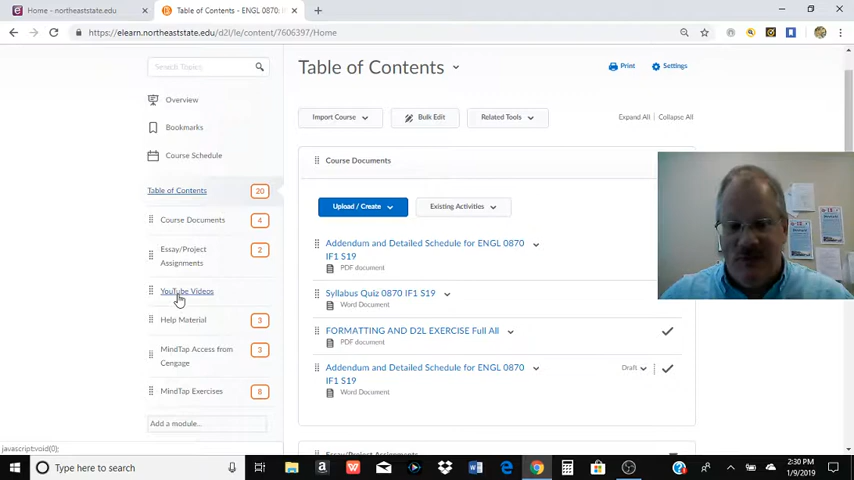 Home - northeaststate.edu
Table of Contents - ENGL 0870:
https://elearn.northeaststate.edu/d2l/le/content/7606397/Home
Search Topics
Overview
Bookmarks
Course Schedule
Table of Contents 20
Course Documents 4
Essay/Project
Assignments
2
YouTube Videos
Help Material 3
MindTap Access from
Cengage
3
MindTap Exercises 8
Add a module...
Table of Contents
Print
Settings
Import Course
Bulk Edit
Related Tools
Expand All | Collapse All
Course Documents
Upload / Create
Existing Activities
Addendum and Detailed Schedule for ENGL 0870
IF1 S19
PDF document
Syllabus Quiz 0870 IF1 S19
Word Document
FORMATTING AND D2L EXERCISE Full All
PDF document
Addendum and Detailed Schedule for ENGL 0870
IF1 S19
Draft
Word Document
Essay/Project Assignments
javascript:void(0);
Type here to search
2:30 PM
1/9/2019